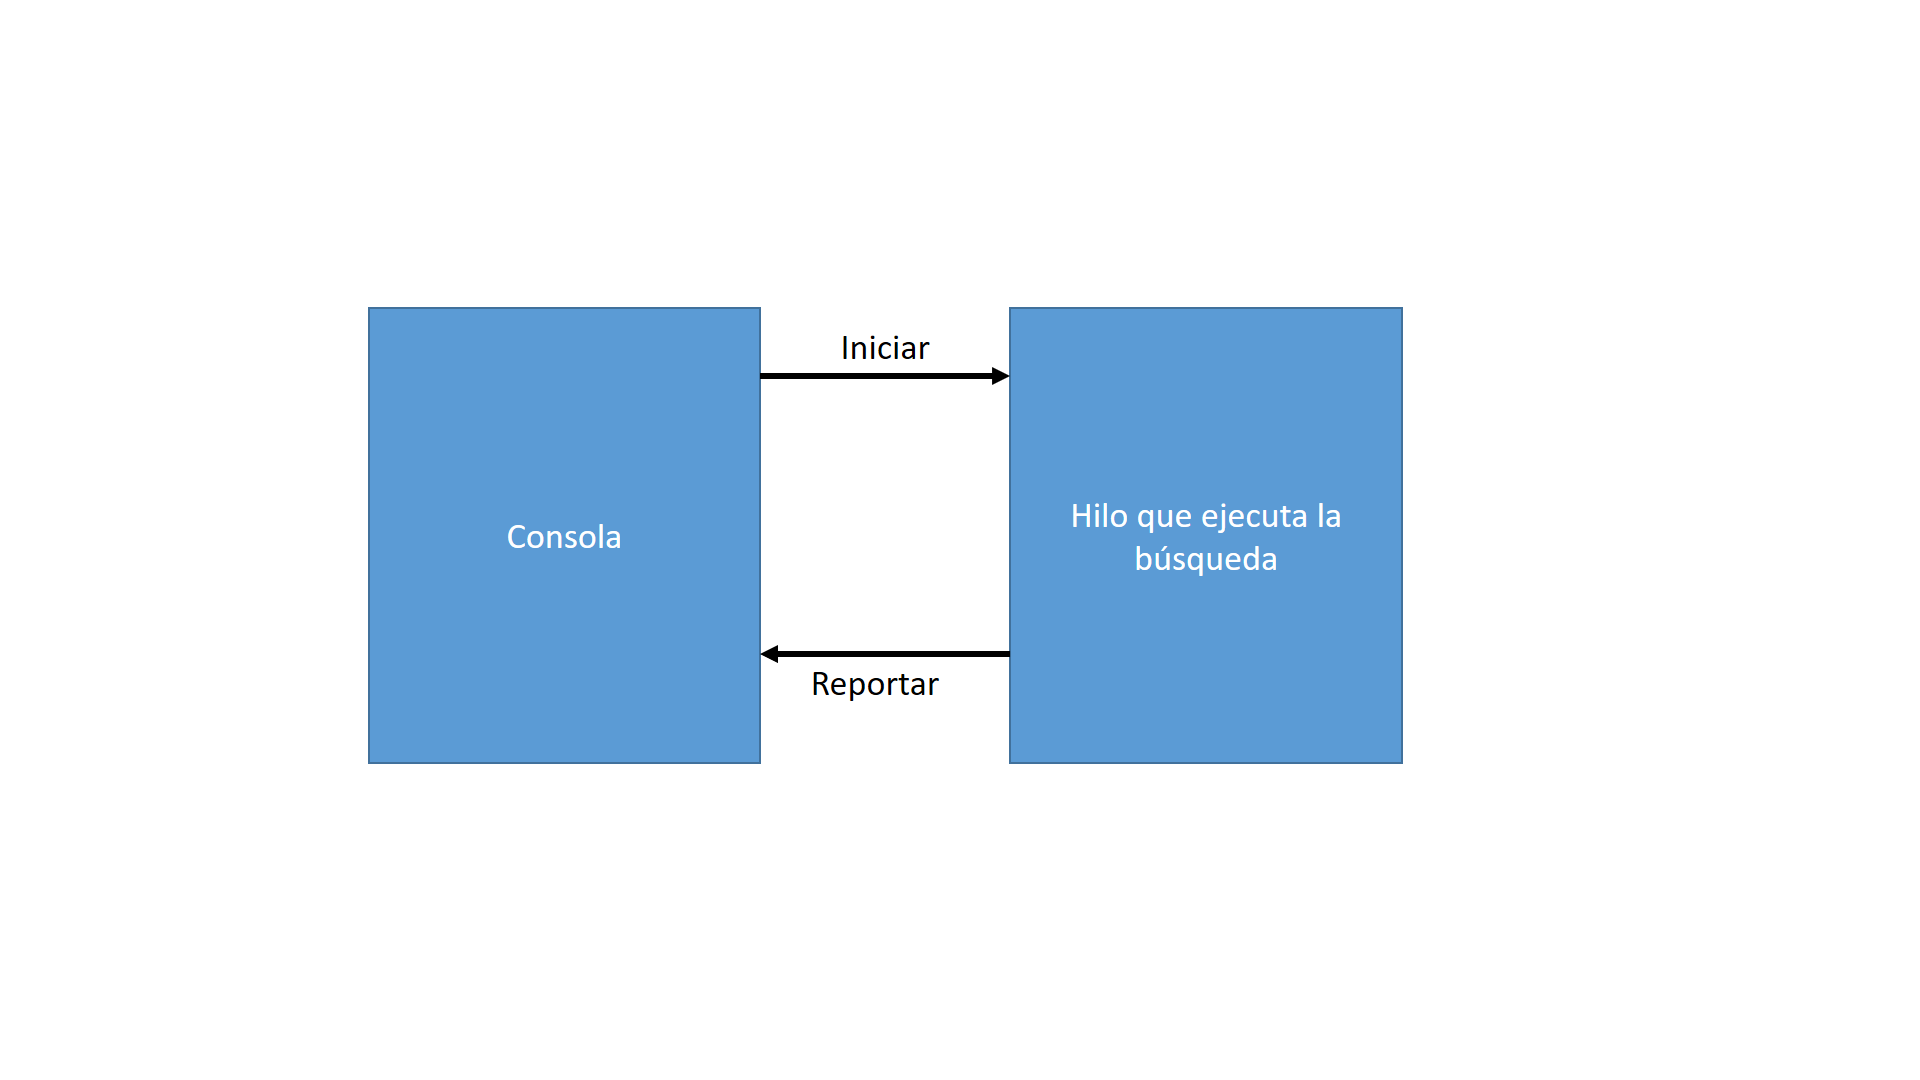 Iniciar
Consola
Hilo que ejecuta la
búsqueda
Reportar